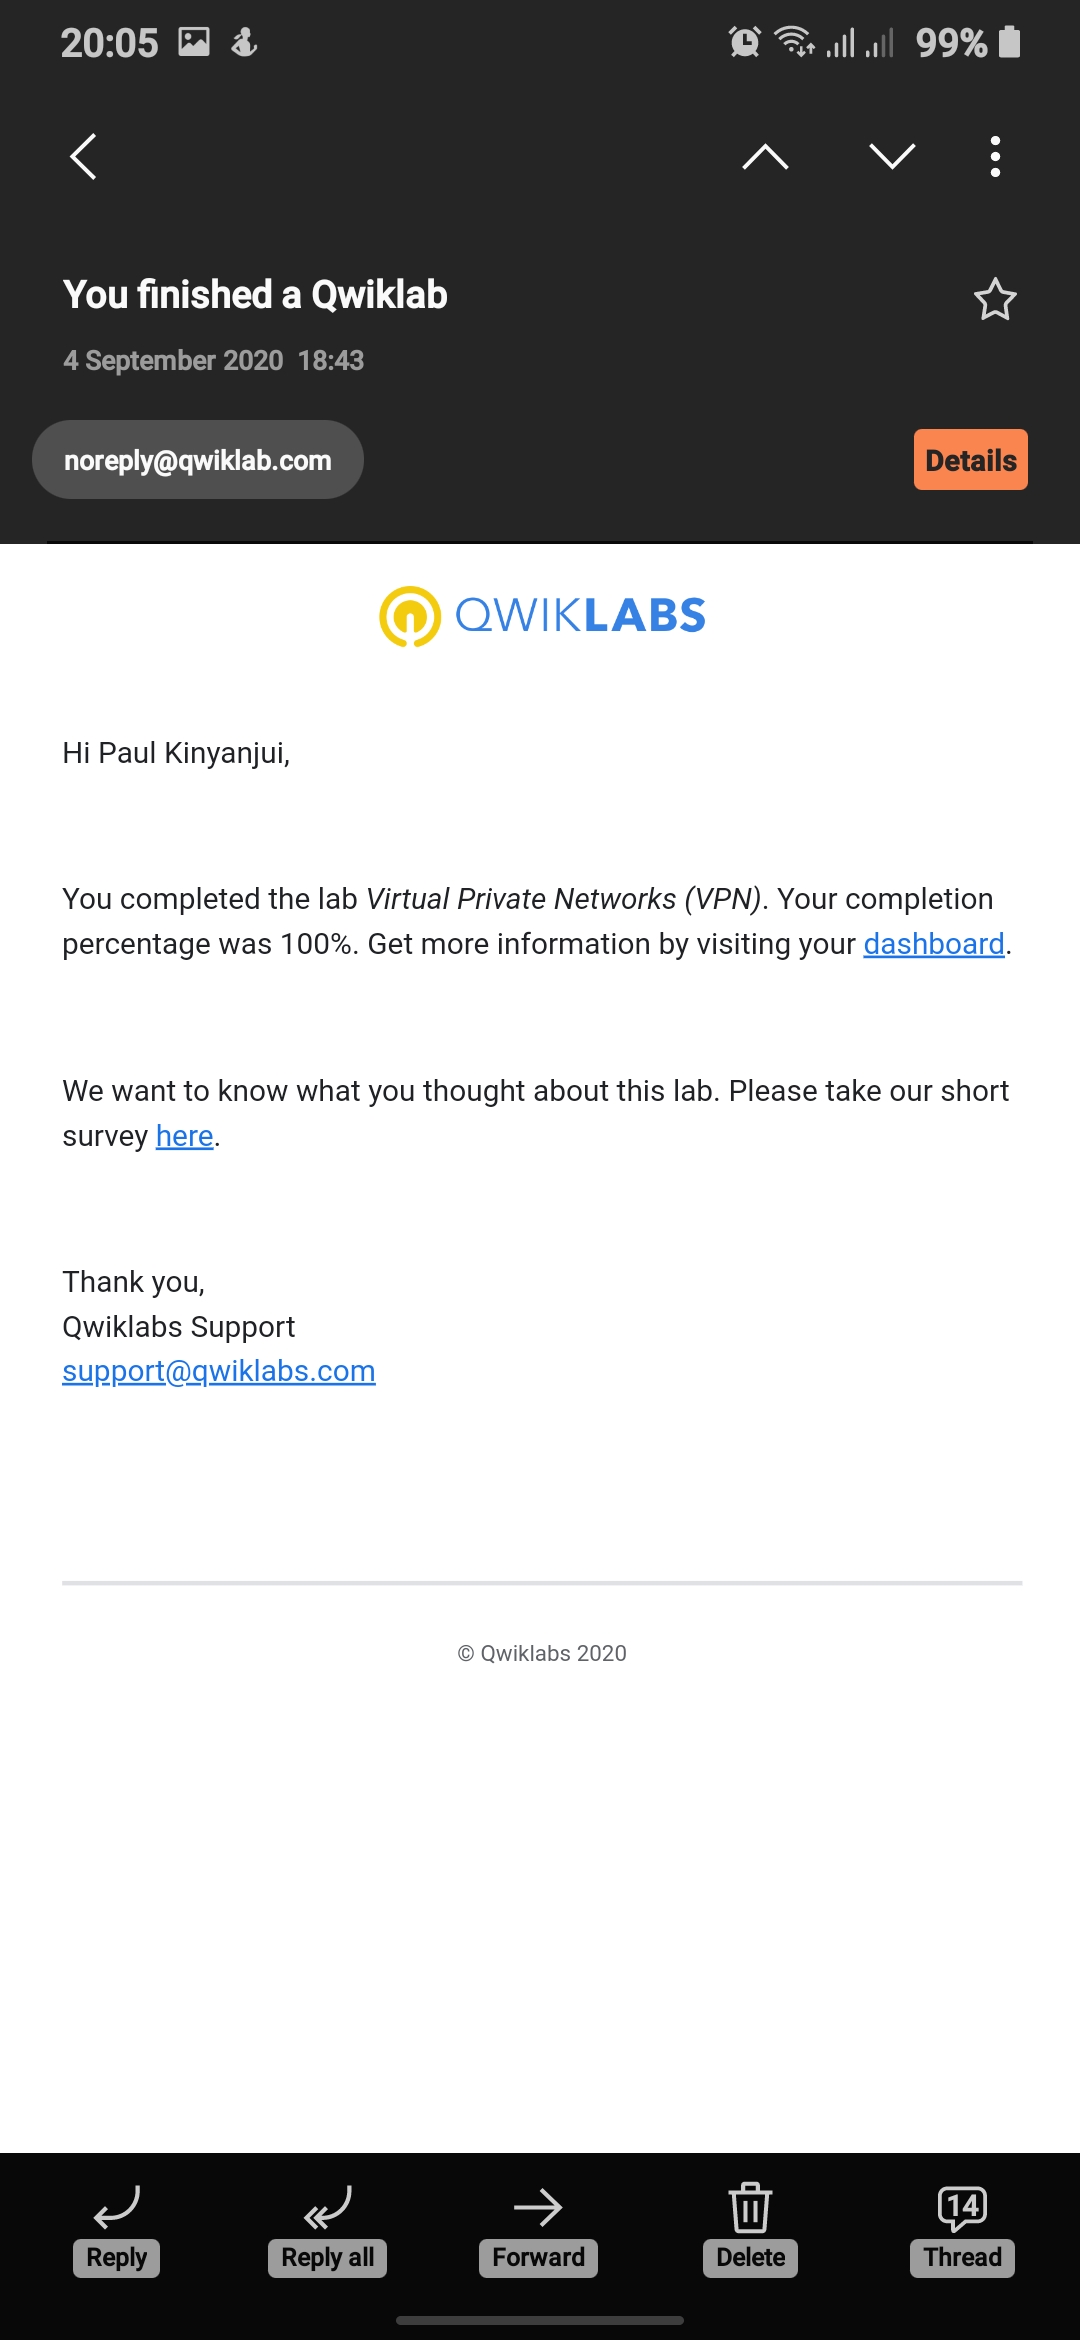 20:05 99%
You finished a Qwiklab
4 September 2020 18:43
noreply@qwiklab.com Details
QWIKLABS
Hi Paul Kinyanjui,
You completed the lab Virtual Private Networks (VPN). Your completion
percentage was 100%. Get more information by visiting your dashboard.
We want to know what you thought about this lab. Please take our short
survey here.
Thank you,
Qwiklabs Support
support@qwiklabs.com
© Qwiklabs 2020
14
Reply Reply all Forward Delete Thread